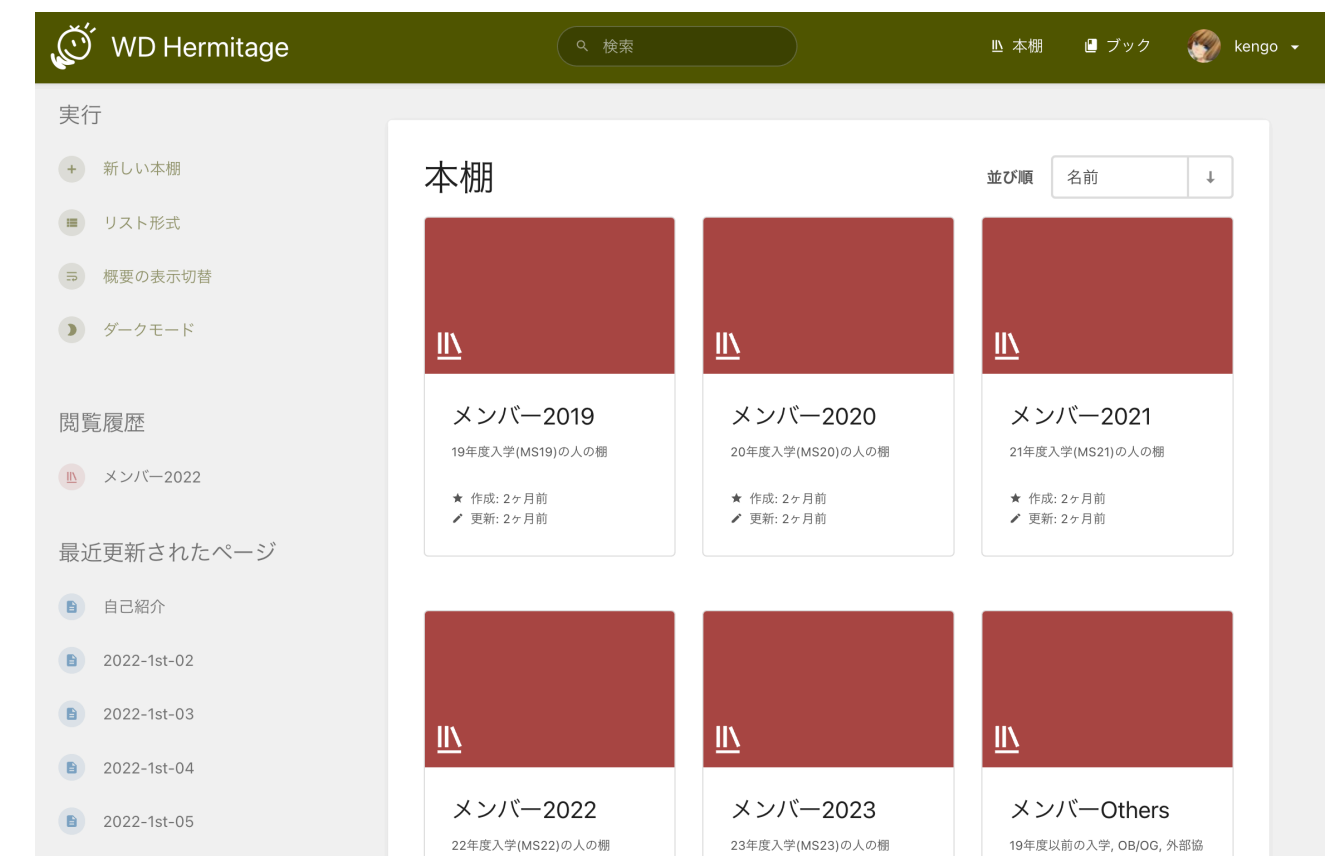 WD Hermitage
検索
本棚
ブック
kengo
実行
新しい本棚
リスト形式
概要の表示切替
ダークモード
閲覧履歴
メンバー2022
最近更新されたページ
自己紹介
2022-1st-02
2022-1st-03
2022-1st-04
2022-1st-05
本棚
並び順
名前
メンバー2019
19年度入学(MS19)の人の棚
作成: 2ヶ月前
更新: 2ヶ月前
メンバー2020
20年度入学(MS20)の人の棚
作成: 2ヶ月前
更新: 2ヶ月前
メンバー2021
21年度入学(MS21)の人の棚
作成: 2ヶ月前
更新: 2ヶ月前
メンバー2022
22年度入学(MS22)の人の棚
メンバー2023
23年度入学(MS23)の人の棚
メンバーOthers
19年度以前の入学, OB/OG, 外部協